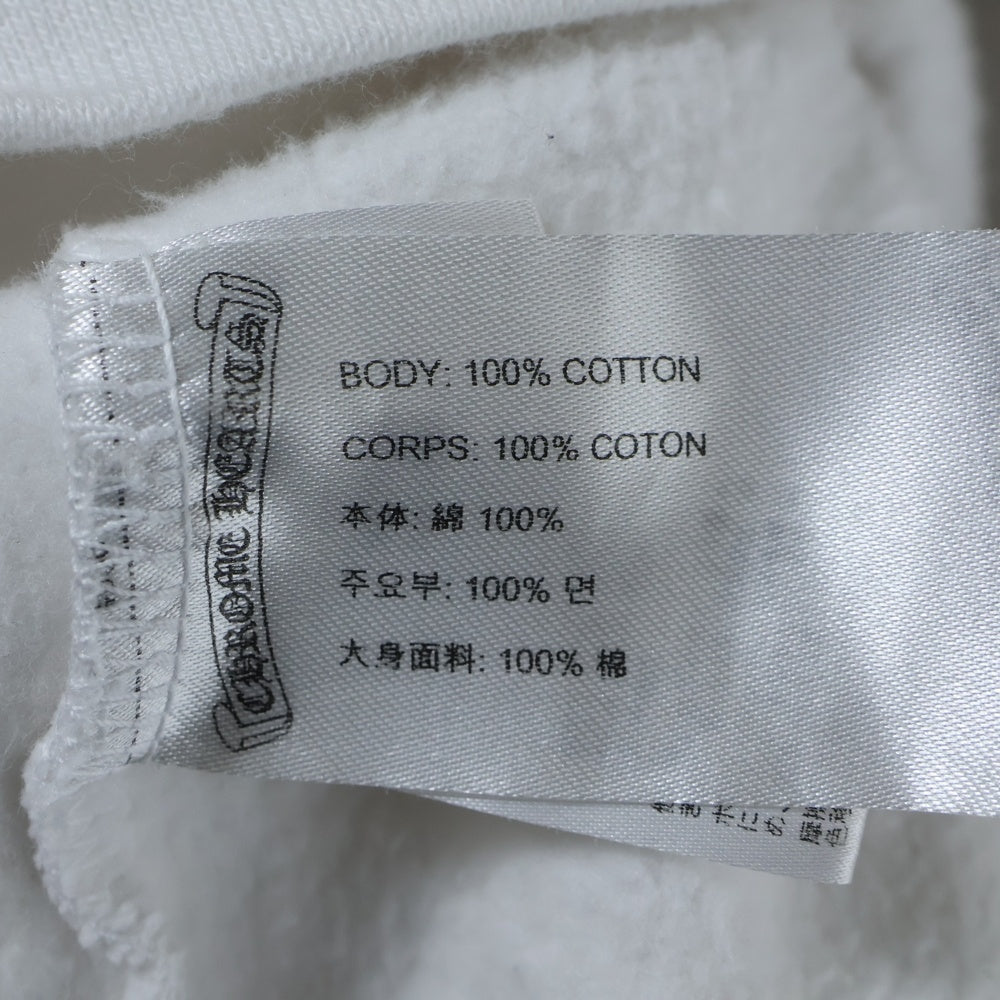 CHROME HEARTS
BODY: 100% COTTON
CORPS: 100% COTON
本体: 綿 100%
주요부: 100% 면
大身面料: 100% 棉